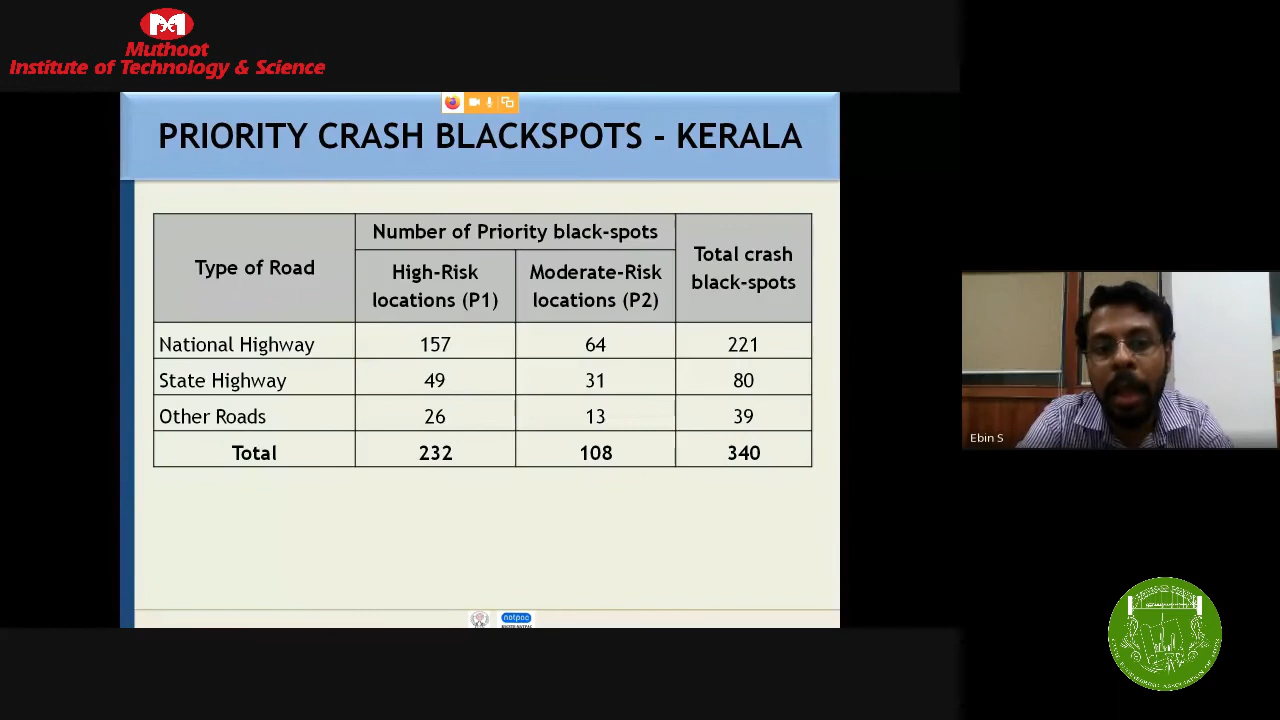 Muthoot
Institute of Technology & Science
PRIORITY CRASH BLACKSPOTS - KERALA
Type of Road
Number of Priority black-spots
Total crash
black-spots
High-Risk
locations (P1)
Moderate-Risk
locations (P2)
National Highway 157 64 221
State Highway 49 31 80
Other Roads 26 13 39
Total 232 108 340
Ebin S
natpac